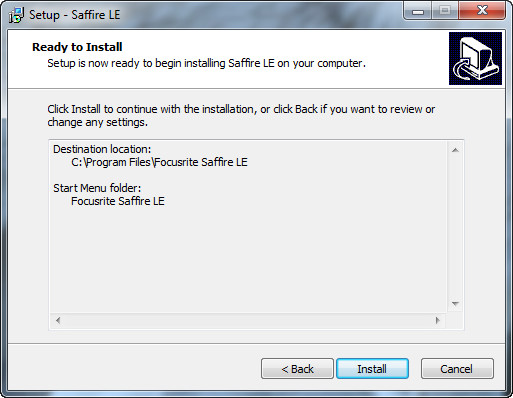 Setup - Saffire LE
Ready to Install
Setup is now ready to begin installing Saffire LE on your computer.
Click Install to continue with the installation, or click Back if you want to review or
change any settings.
Destination location:
C:\Program Files\Focusrite Saffire LE
Start Menu folder:
Focusrite Saffire LE
< Back
Install
Cancel